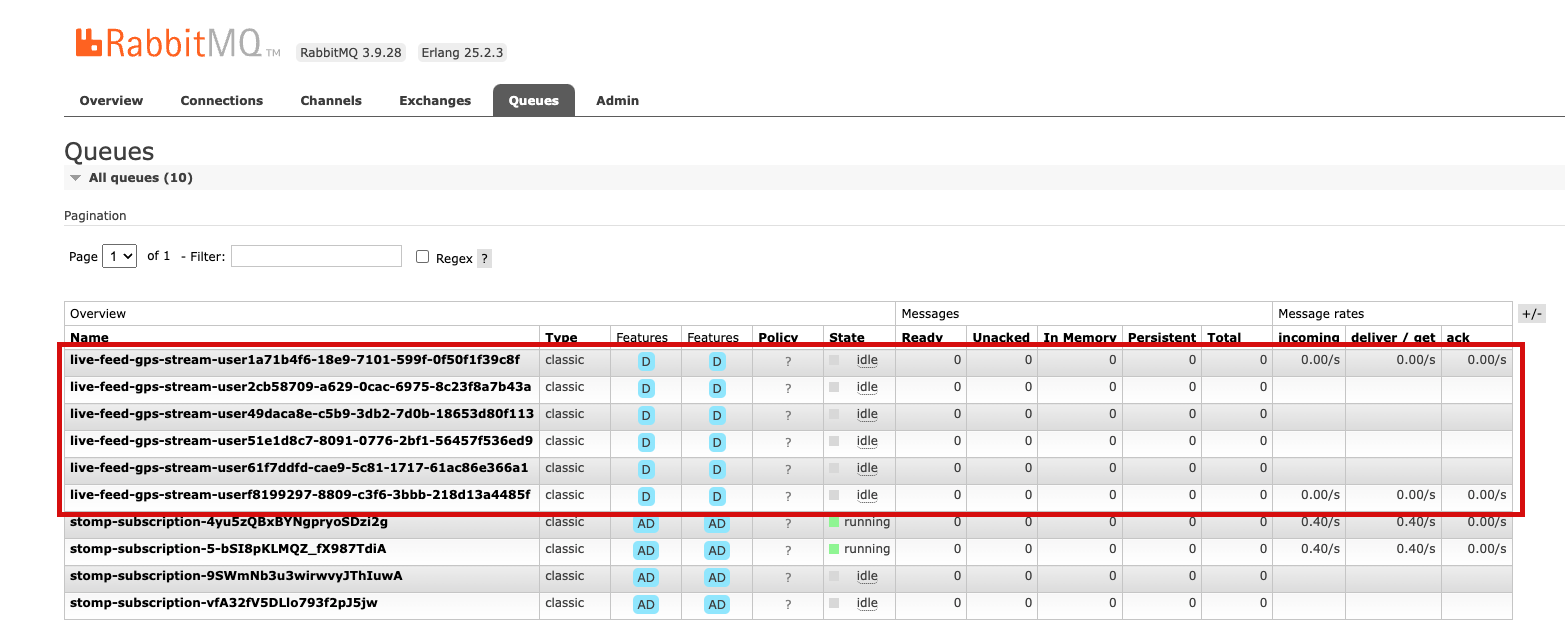 RabbitMQ TM RabbitMQ 3.9.28 Erlang 25.2.3
Overview Connections Channels Exchanges Queues Admin
Queues
All queues (10)
Pagination
Page 1 of 1 - Filter: Regex ?
Overview Messages Message rates +/-
Name Type Features Features Policy State Ready Unacked In Memory Persistent Total incoming deliver / get ack
live-feed-gps-stream-user1a71b4f6-18e9-7101-599f-0f50f1f39c8f classic D D ? idle 0 0 0 0 0 0.00/s 0.00/s 0.00/s
live-feed-gps-stream-user2cb58709-a629-0cac-6975-8c23f8a7b43a classic D D ? idle 0 0 0 0 0
live-feed-gps-stream-user49daca8e-c5b9-3db2-7d0b-18653d80f113 classic D D ? idle 0 0 0 0 0
live-feed-gps-stream-user51e1d8c7-8091-0776-2bf1-56457f536ed9 classic D D ? idle 0 0 0 0 0
live-feed-gps-stream-user61f7ddfd-cae9-5c81-1717-61ac86e366a1 classic D D ? idle 0 0 0 0 0
live-feed-gps-stream-userf8199297-8809-c3f6-3bbb-218d13a4485f classic D D ? idle 0 0 0 0 0 0.00/s 0.00/s 0.00/s
stomp-subscription-4yu5zQBxBYNgpryoSDzi2g classic AD AD ? running 0 0 0 0 0 0.40/s 0.40/s 0.00/s
stomp-subscription-5-bSI8pKLMQZ_fX987TdiA classic AD AD ? running 0 0 0 0 0 0.40/s 0.40/s 0.00/s
stomp-subscription-9SWmNb3u3wirwvyJThIuwA classic AD AD ? idle 0 0 0 0 0
stomp-subscription-vfA32fV5DLlo793f2pJ5jw classic AD AD ? idle 0 0 0 0 0